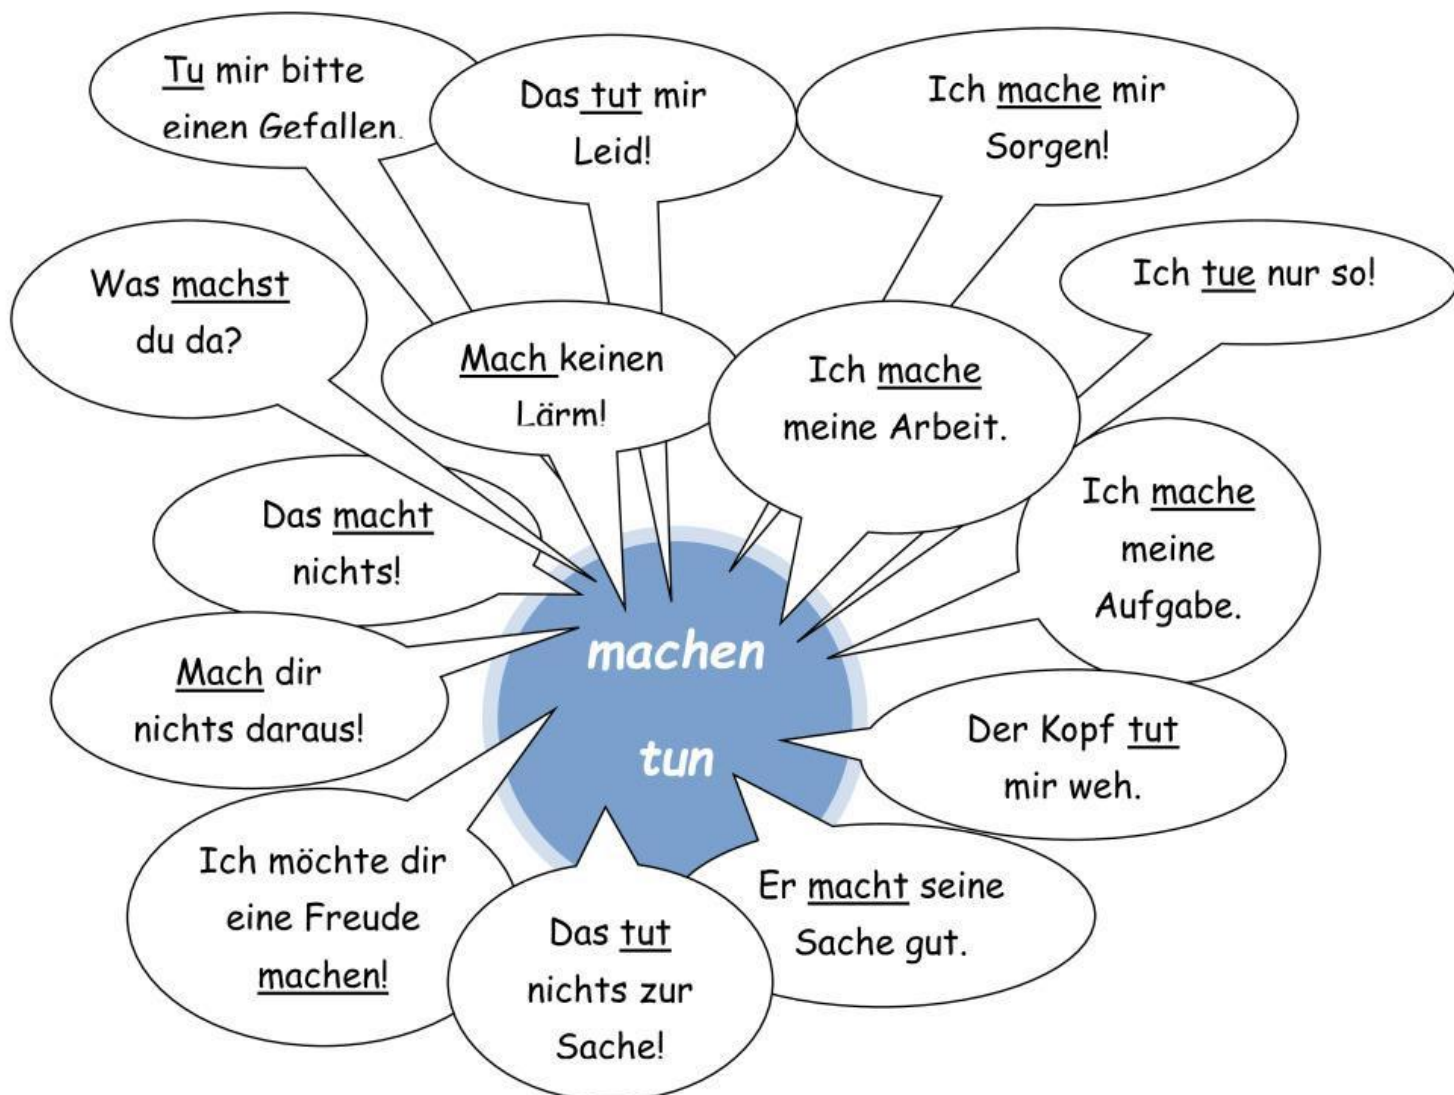 Tu mir bitte
einen Gefallen.
Das tut mir
Leid!
Ich mache mir
Sorgen!
Was machst
du da?
Ich tue nur so!
Mach keinen
Lärm!
Ich mache
meine Arbeit.
Das macht
nichts!
Ich mache
meine
Aufgabe.
machen
tun
Mach dir
nichts daraus!
Der Kopf tut
mir weh.
Ich möchte dir
eine Freude
machen!
Das tut
nichts zur
Sache!
Er macht seine
Sache gut.